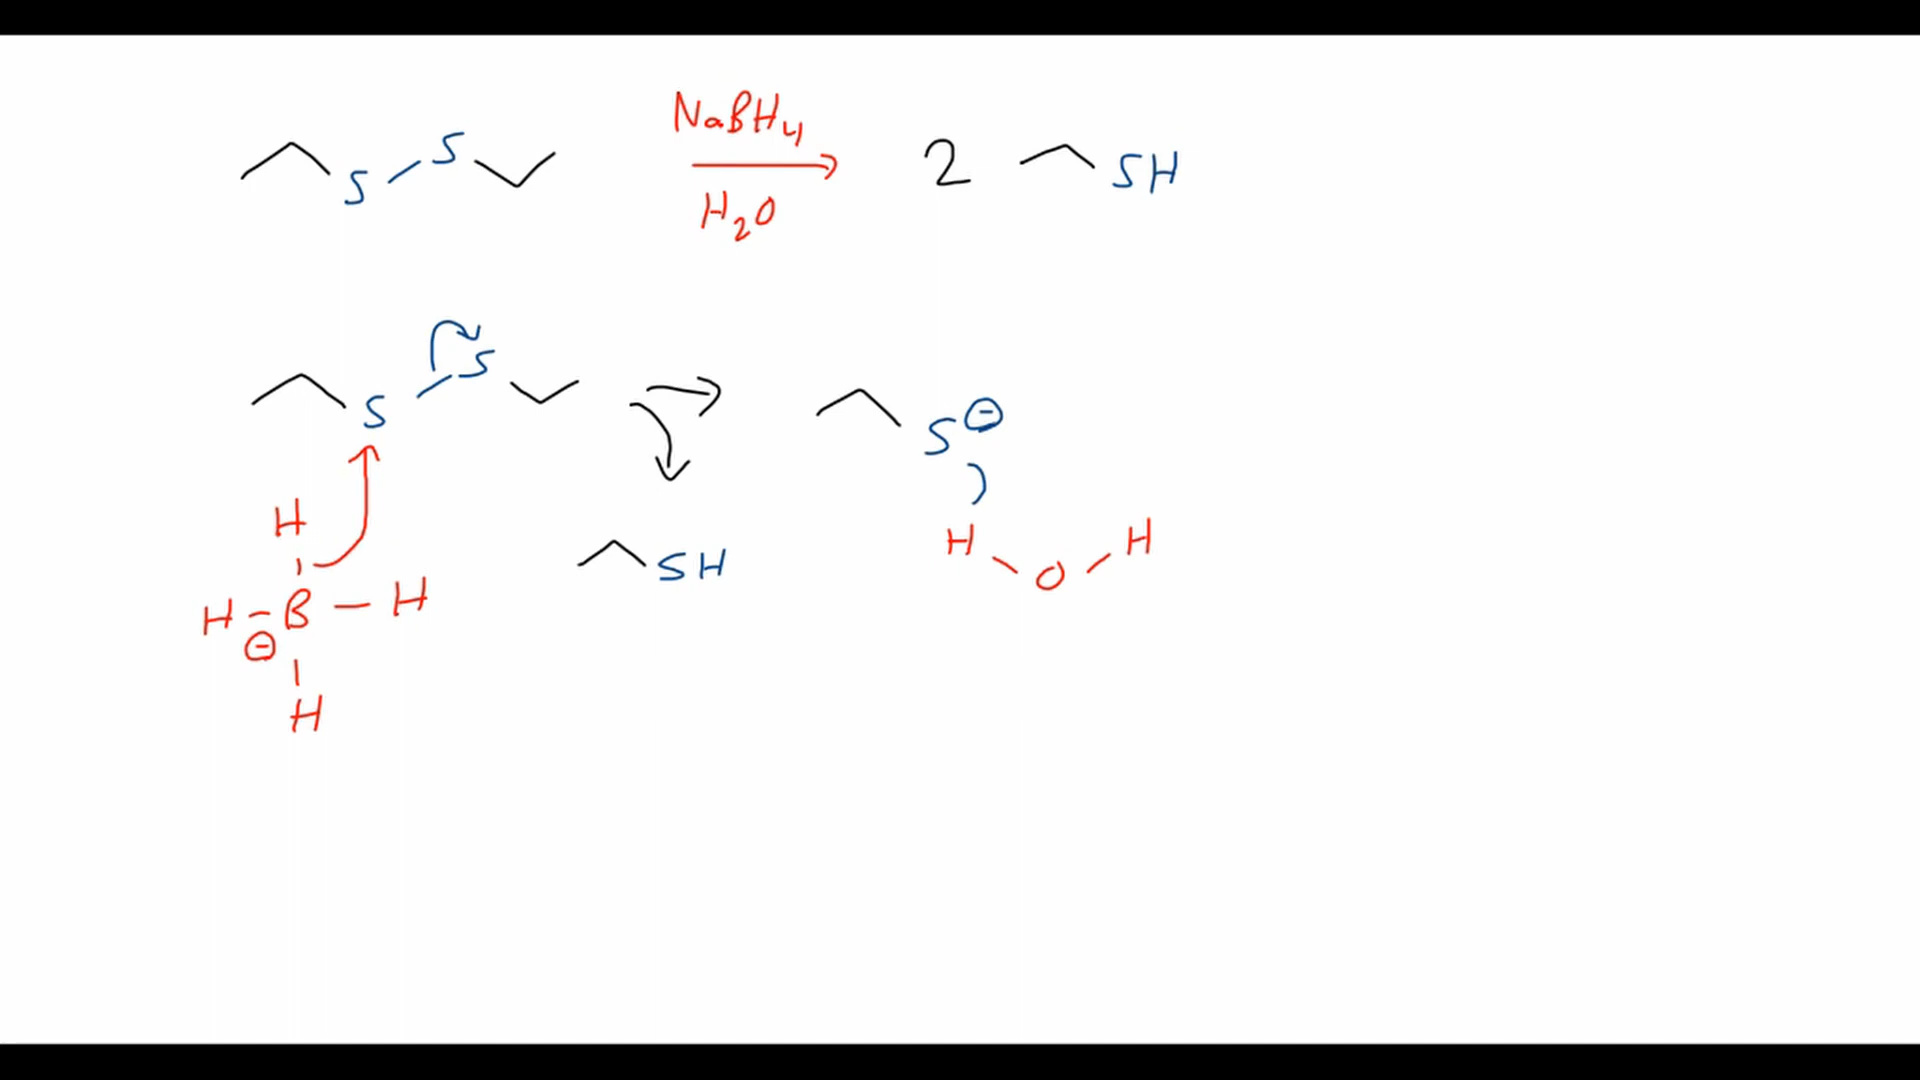 NaBH4
S S 2 SH
H2O
S S S ⊖
H H H
SH O
H B H
⊖
H